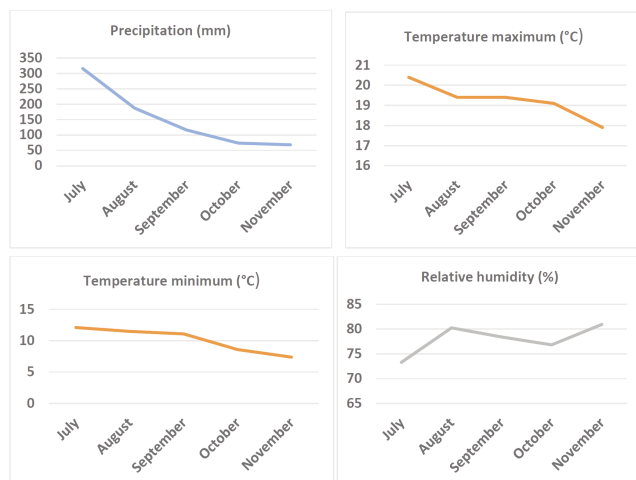 Precipitation (mm)
350
300
250
200
150
100
50
0
July
August
September
October
November
Temperature maximum (°C)
21
20
19
18
17
16
July
August
September
October
November
Temperature minimum (°C)
15
10
5
0
July
August
September
October
November
Relative humidity (%)
85
80
75
70
65
July
August
September
October
November